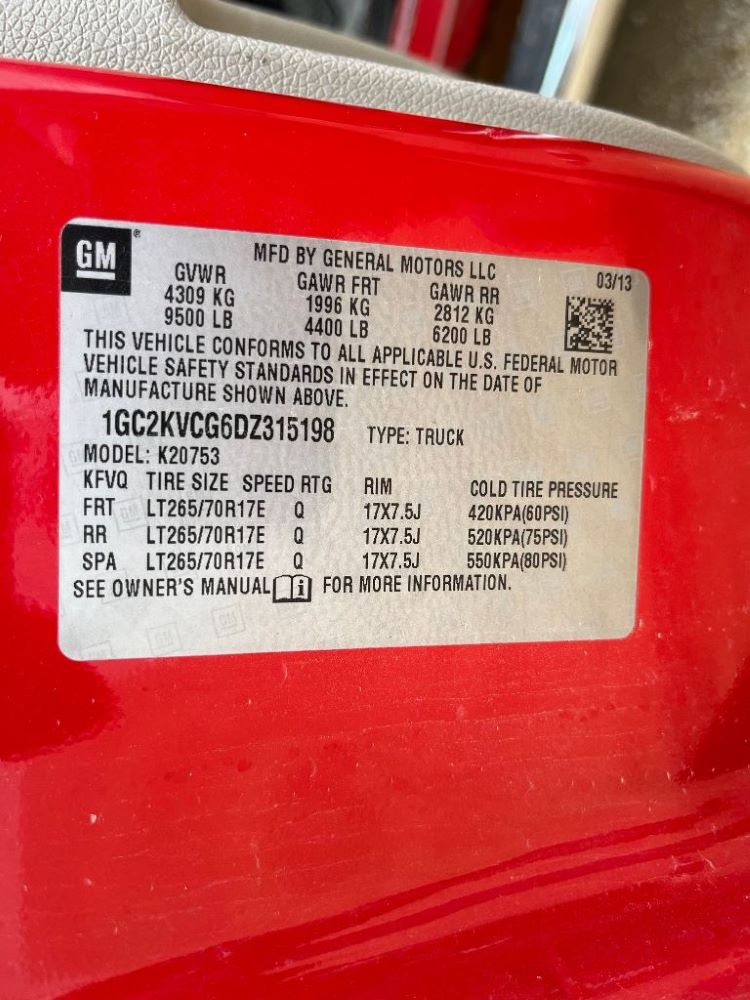 GM
MFD BY GENERAL MOTORS LLC 03/13
GVWR GAWR FRT GAWR RR
4309 KG 1996 KG 2812 KG
9500 LB 4400 LB 6200 LB
THIS VEHICLE CONFORMS TO ALL APPLICABLE U.S. FEDERAL MOTOR
VEHICLE SAFETY STANDARDS IN EFFECT ON THE DATE OF
MANUFACTURE SHOWN ABOVE.
1GC2KVCG6DZ315198 TYPE: TRUCK
MODEL: K20753
KFVQ TIRE SIZE SPEED RTG RIM COLD TIRE PRESSURE
FRT LT265/70R17E Q 17X7.5J 420KPA(60PSI)
RR LT265/70R17E Q 17X7.5J 520KPA(75PSI)
SPA LT265/70R17E Q 17X7.5J 550KPA(80PSI)
SEE OWNER'S MANUAL i FOR MORE INFORMATION.